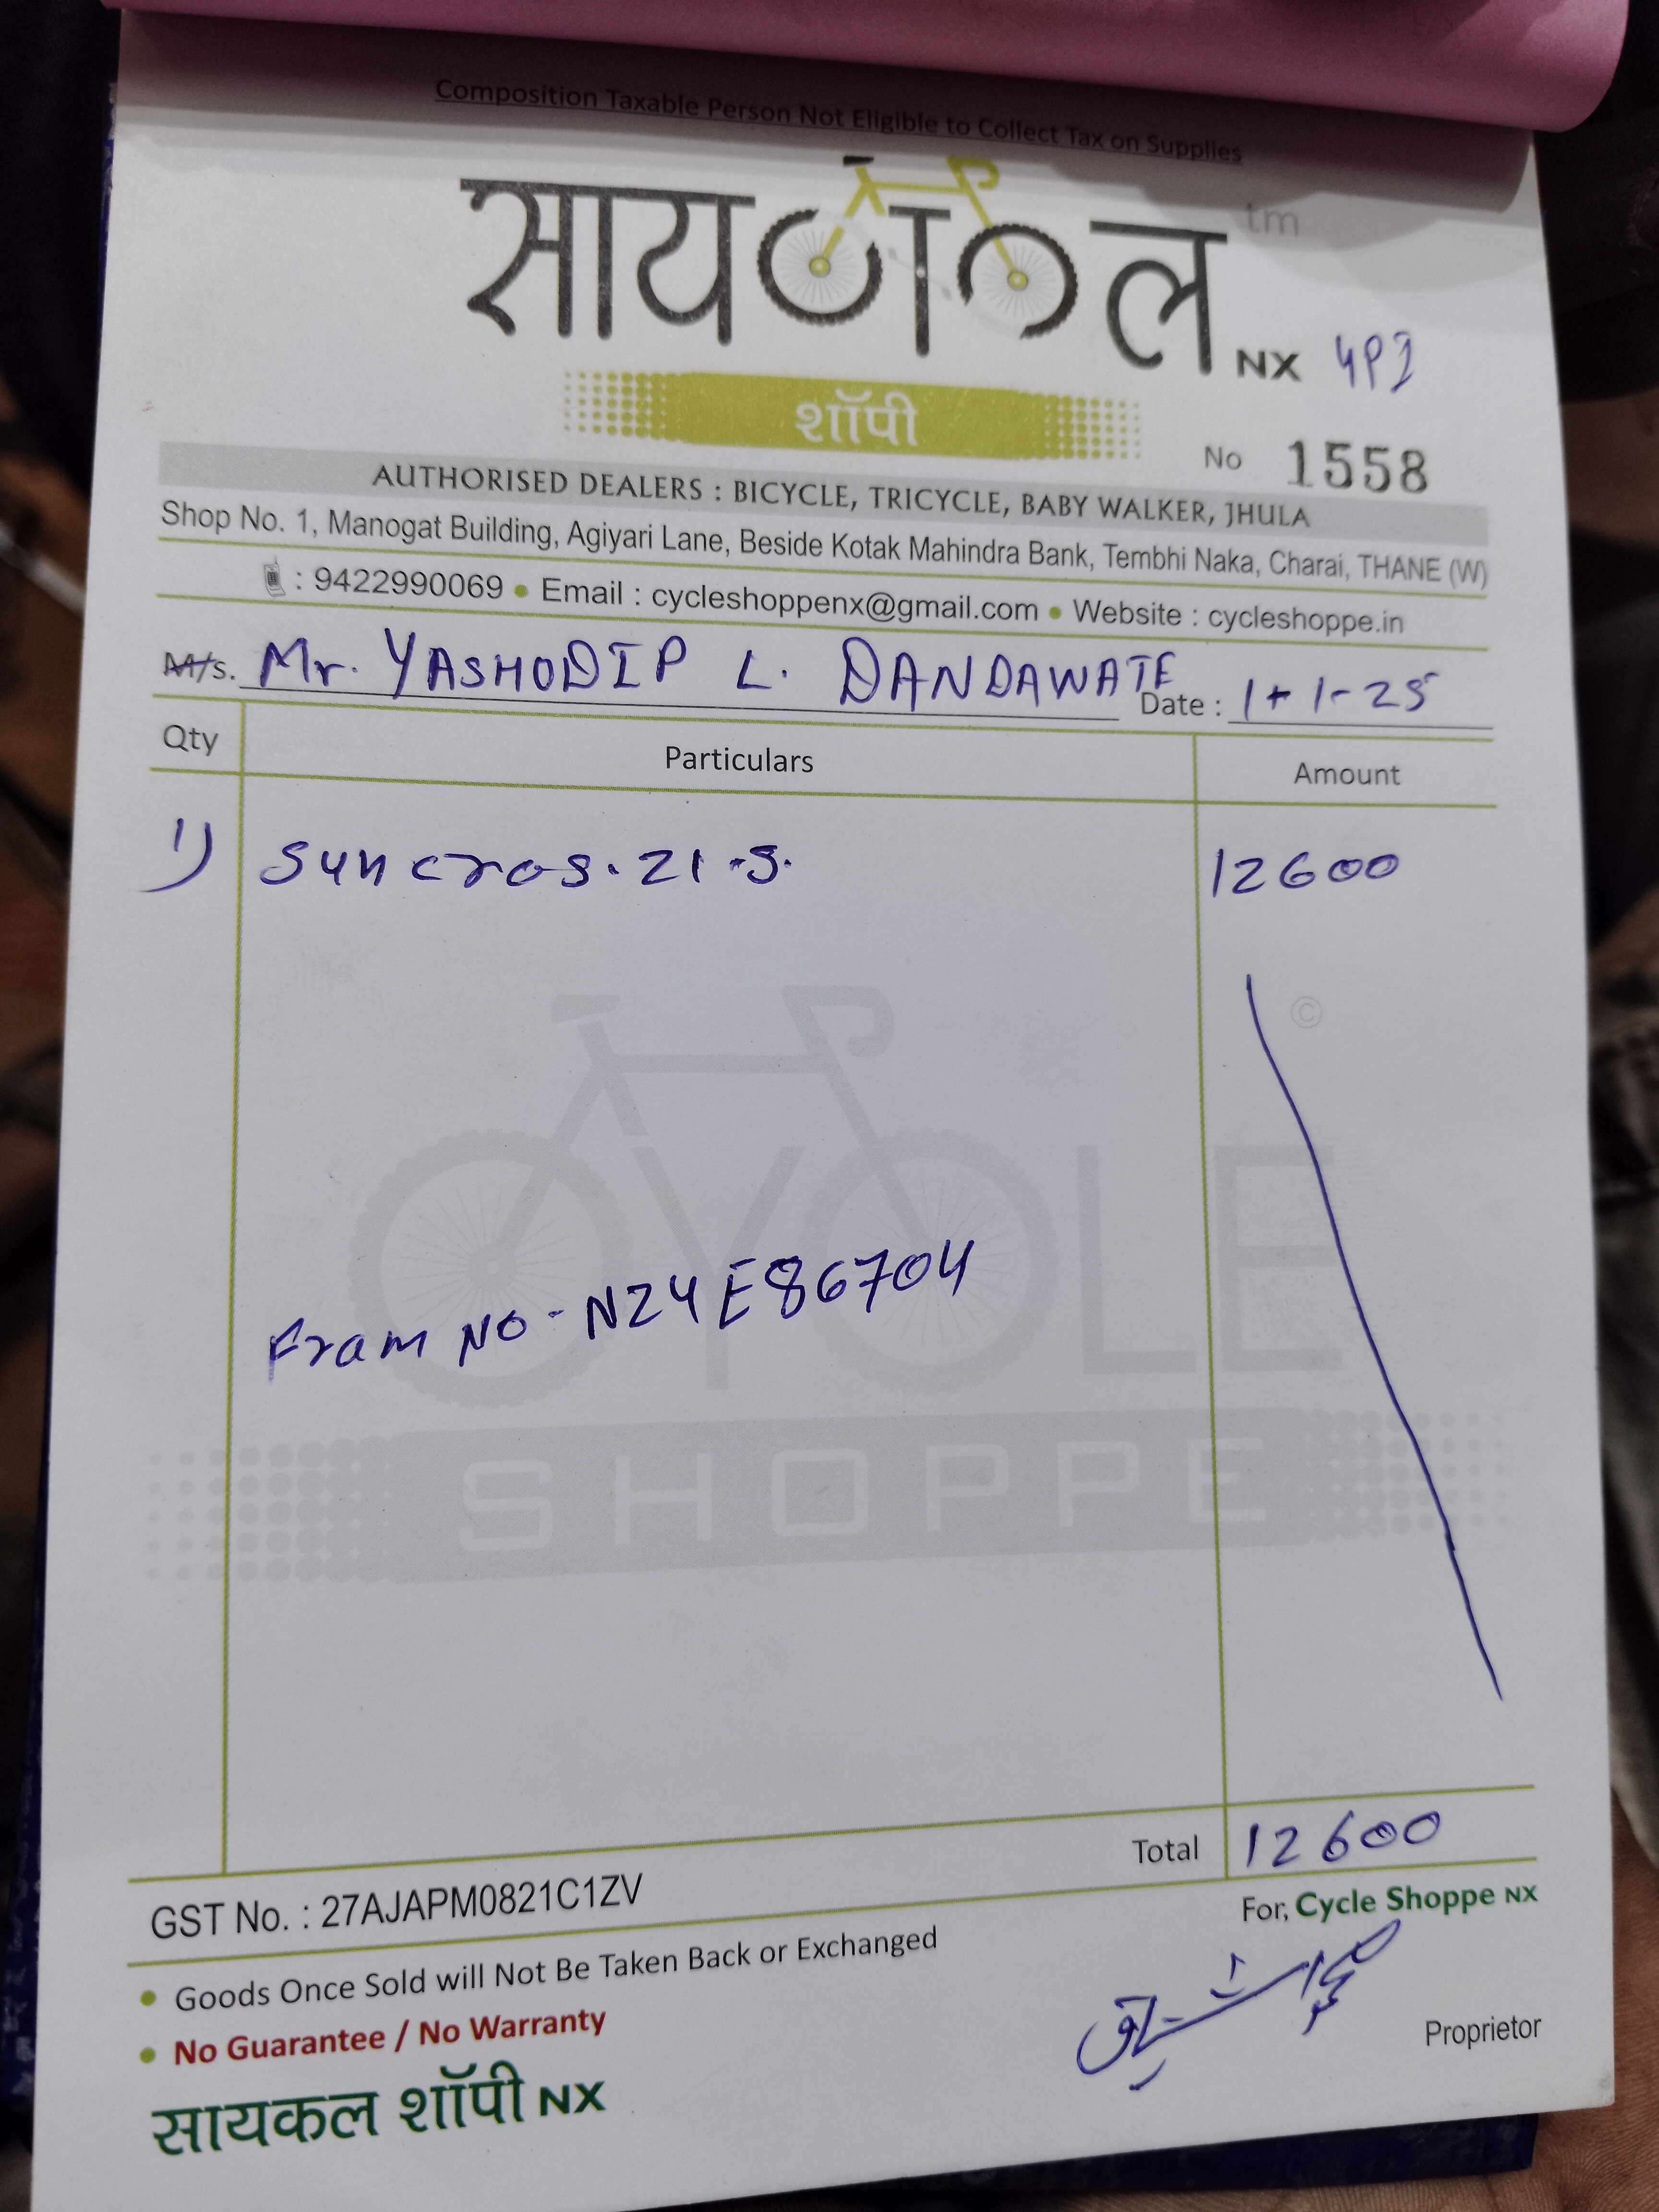 Composition Taxable Person Not Eligible to Collect Tax on Supplies
सायकल tm
NX
शॉपी
No 1558
AUTHORISED DEALERS : BICYCLE, TRICYCLE, BABY WALKER, JHULA
Shop No. 1, Manogat Building, Agiyari Lane, Beside Kotak Mahindra Bank, Tembhi Naka, Charai, THANE (W)
: 9422990069 • Email : cycleshoppenx@gmail.com • Website : cycleshoppe.in
M/s. Mr. YASHODIP L. DANDAWATE
Date : 1-1-25
Qty Particulars Amount
1) Suncros. 21.S. 12600
©
CYCLE
Fram No - N24E86704
SHOPPE
Total 12600
GST No. : 27AJAPM0821C1ZV
For, Cycle Shoppe NX
• Goods Once Sold will Not Be Taken Back or Exchanged
• No Guarantee / No Warranty
Proprietor
सायकल शॉपी NX